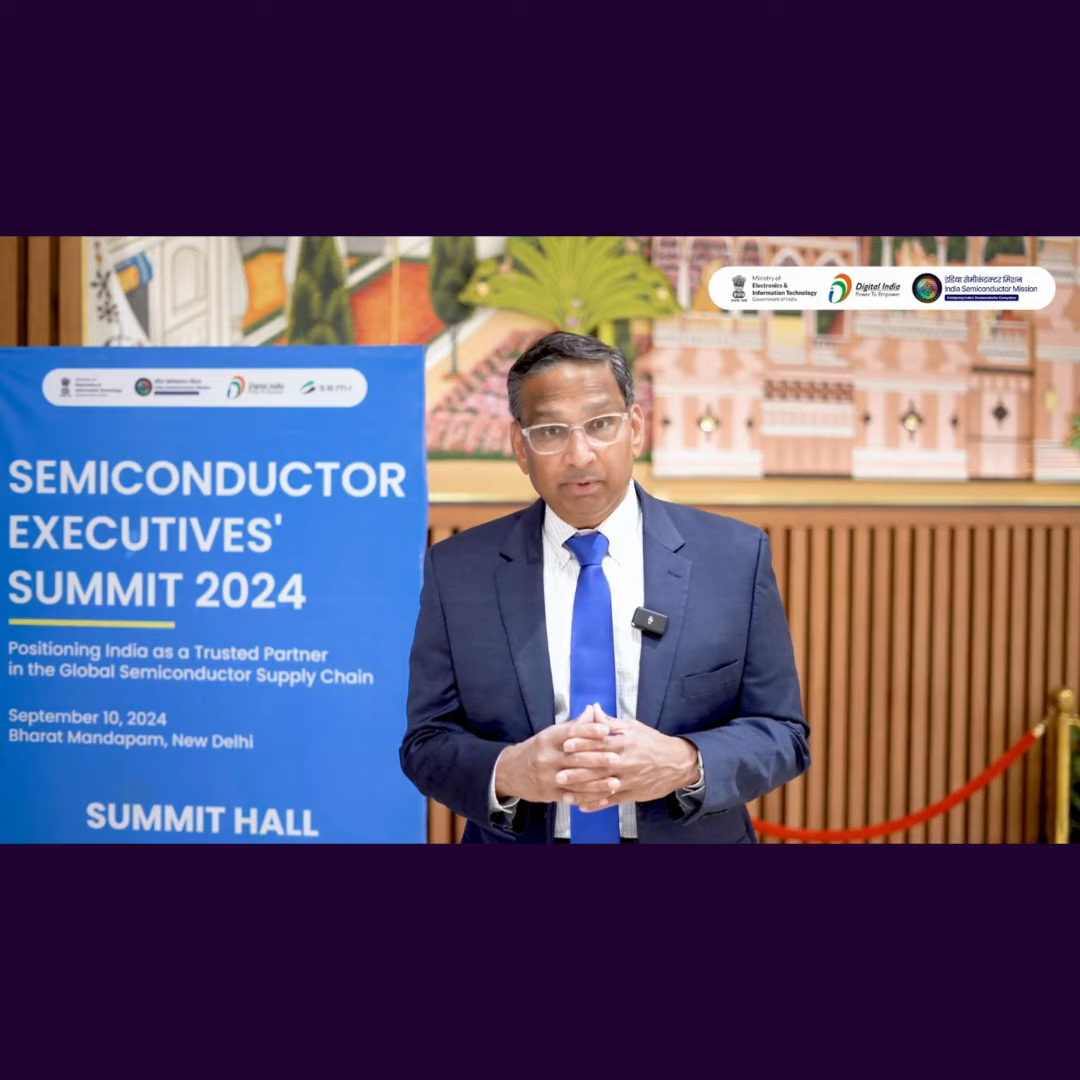 Ministry of
Electronics &
Information Technology
Government of India
Digital India
Power To Empower
इंडिया सेमीकंडक्टर मिशन
India Semiconductor Mission
SEMICONDUCTOR
EXECUTIVES'
SUMMIT 2024
Positioning India as a Trusted Partner
in the Global Semiconductor Supply Chain
September 10, 2024
Bharat Mandapam, New Delhi
SUMMIT HALL